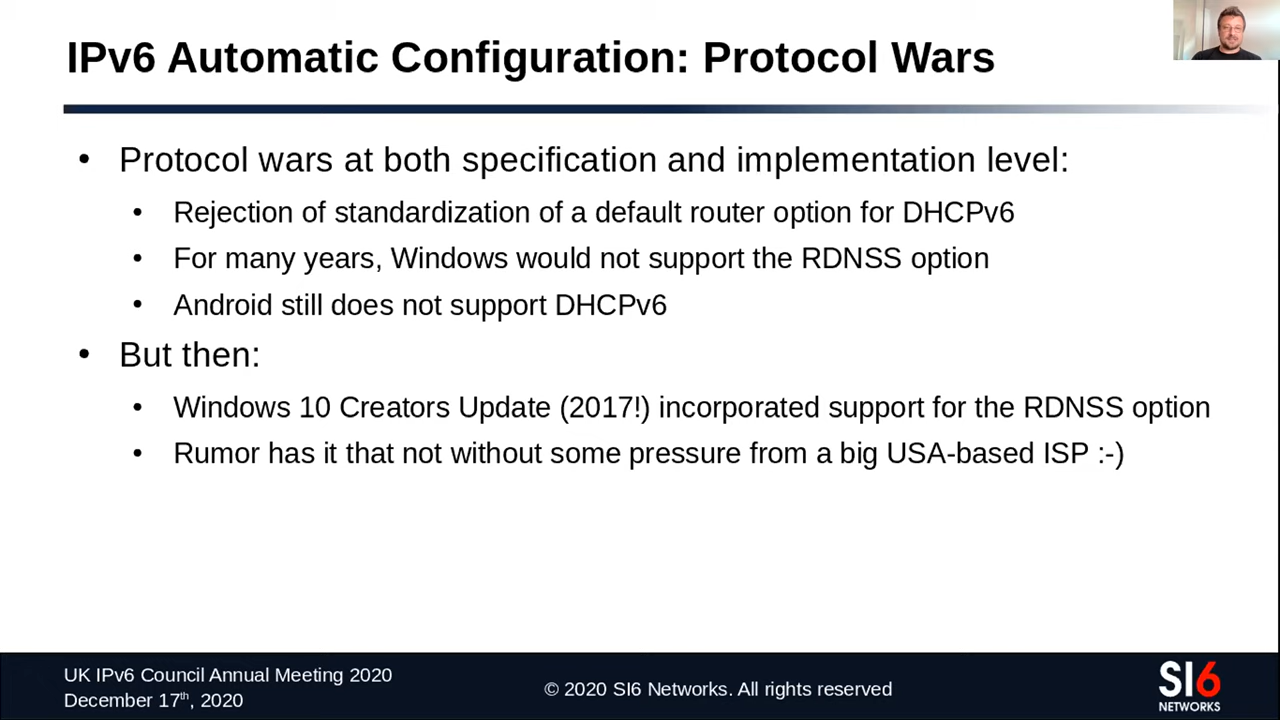 IPv6 Automatic Configuration: Protocol Wars
• Protocol wars at both specification and implementation level:
• Rejection of standardization of a default router option for DHCPv6
• For many years, Windows would not support the RDNSS option
• Android still does not support DHCPv6
• But then:
• Windows 10 Creators Update (2017!) incorporated support for the RDNSS option
• Rumor has it that not without some pressure from a big USA-based ISP :-)
UK IPv6 Council Annual Meeting 2020
December 17th, 2020
© 2020 SI6 Networks. All rights reserved
SI6
NETWORKS